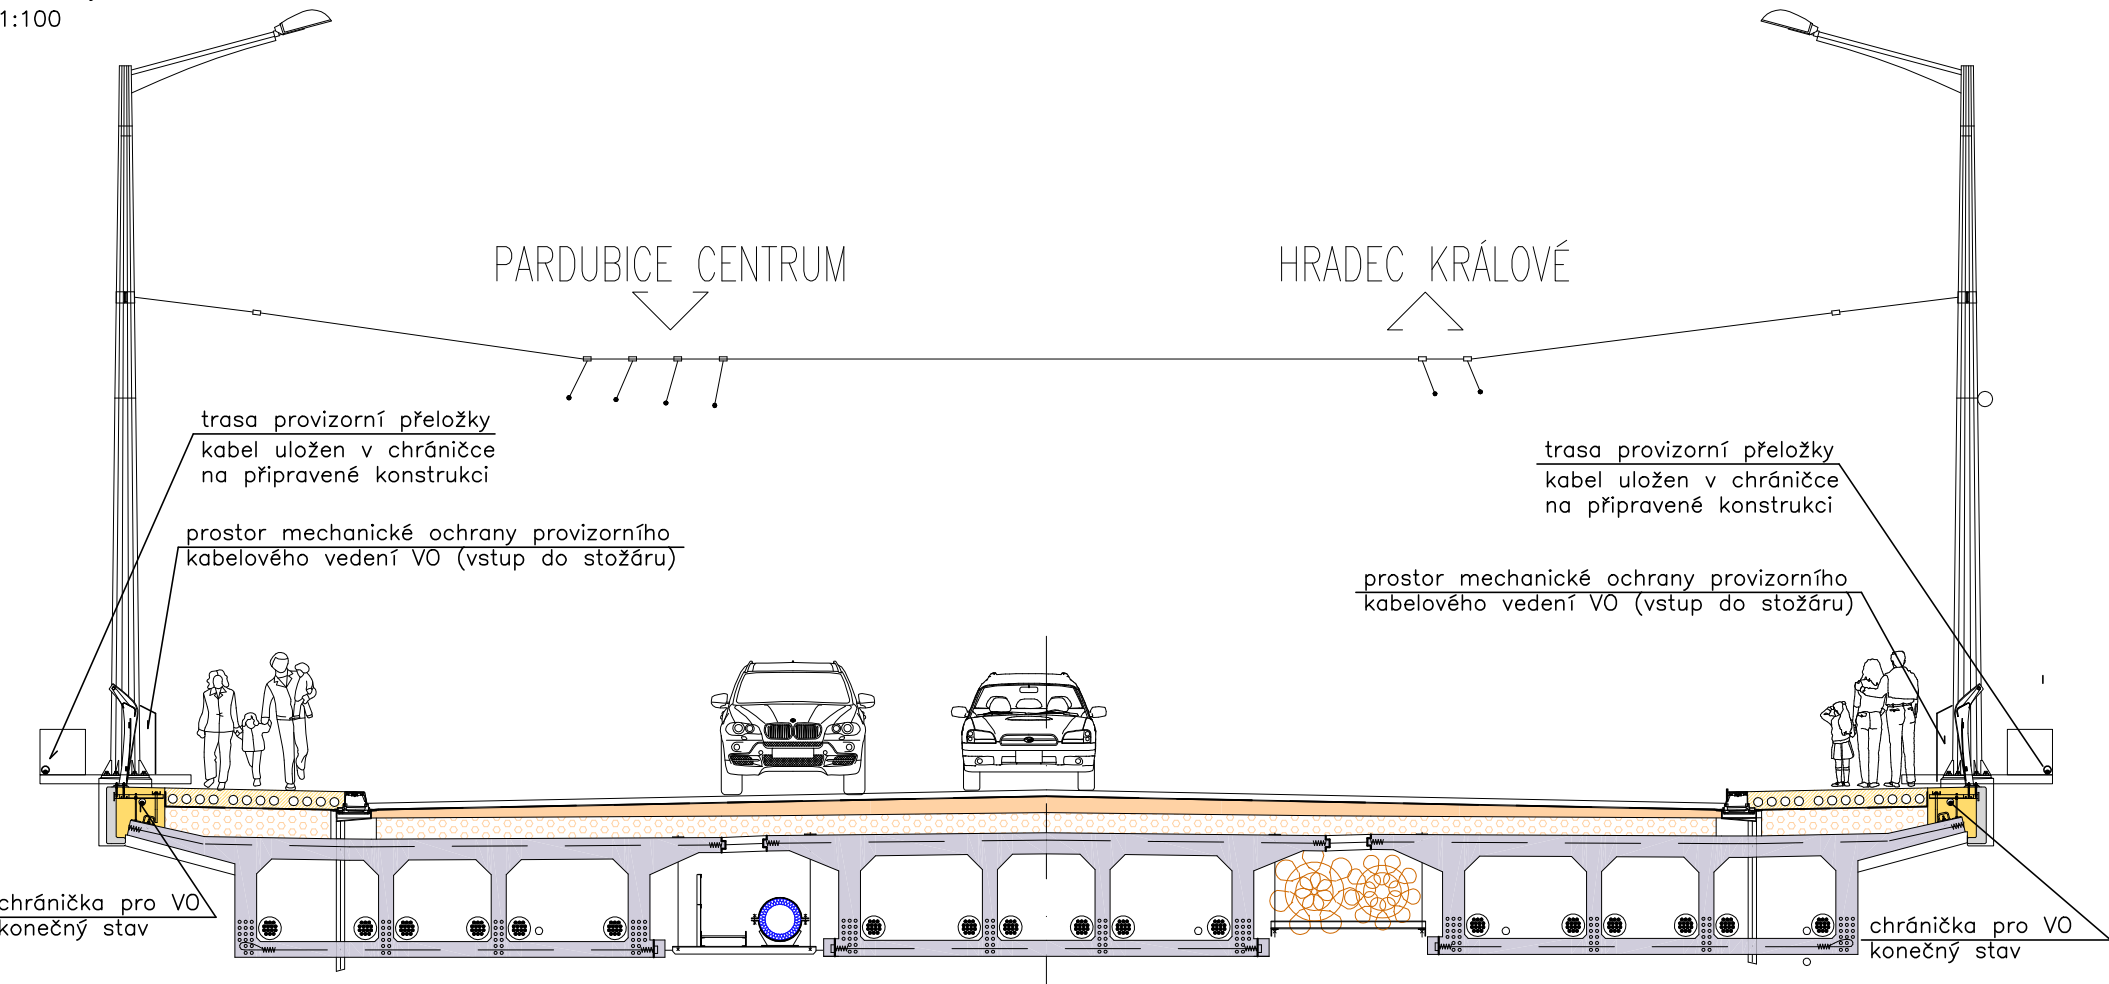 1:100
PARDUBICE CENTRUM
HRADEC KRÁLOVÉ
trasa provizorní přeložky
kabel uložen v chráničce
na připravené konstrukci
prostor mechanické ochrany provizorního
kabelového vedení VO (vstup do stožáru)
trasa provizorní přeložky
kabel uložen v chráničce
na připravené konstrukci
prostor mechanické ochrany provizorního
kabelového vedení VO (vstup do stožáru)
chránička pro VO
konečný stav
chránička pro VO
konečný stav